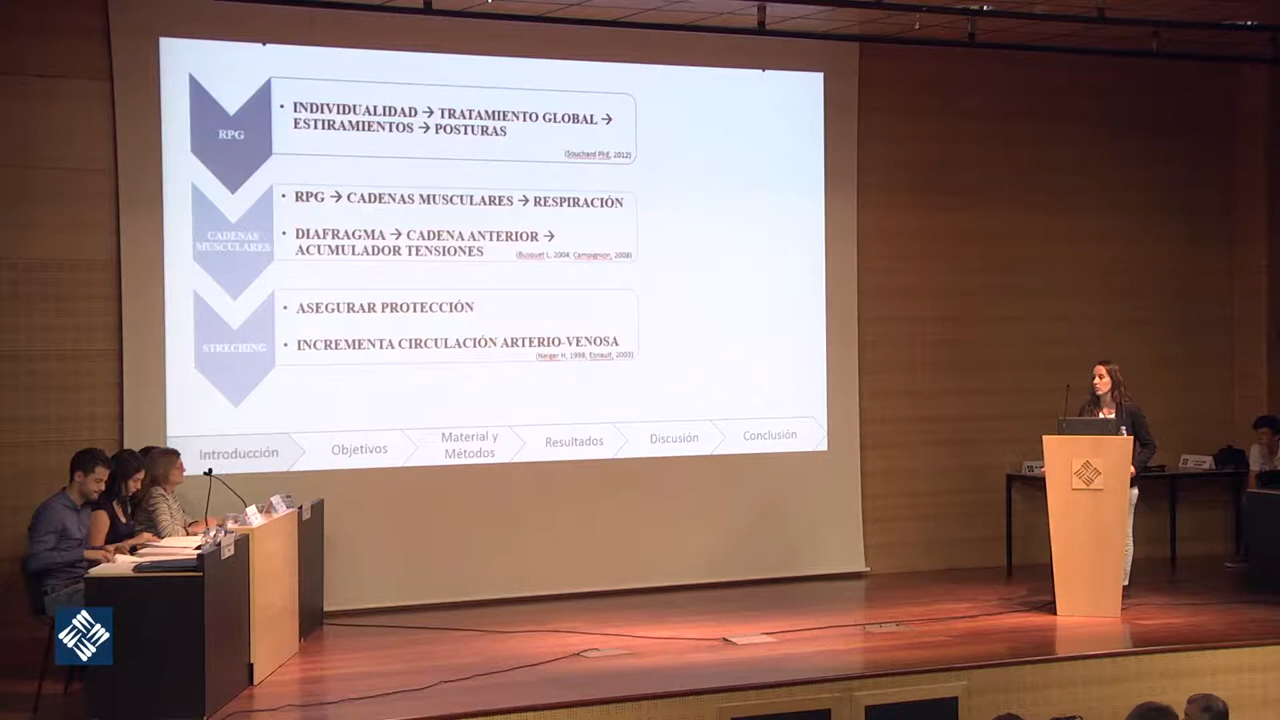 RPG
• INDIVIDUALIDAD → TRATAMIENTO GLOBAL →
ESTIRAMIENTOS → POSTURAS
(Souchard PhE, 2012)
CADENAS
MUSCULARES
• RPG → CADENAS MUSCULARES → RESPIRACIÓN
• DIAFRAGMA → CADENA ANTERIOR →
ACUMULADOR TENSIONES
(Busquet L, 2004; Campignion, 2008)
STRECHING
• ASEGURAR PROTECCIÓN
• INCREMENTA CIRCULACIÓN ARTERIO-VENOSA
(Neiger H, 1998; Esnault, 2003)
Introducción
Objetivos
Material y
Métodos
Resultados
Discusión
Conclusión